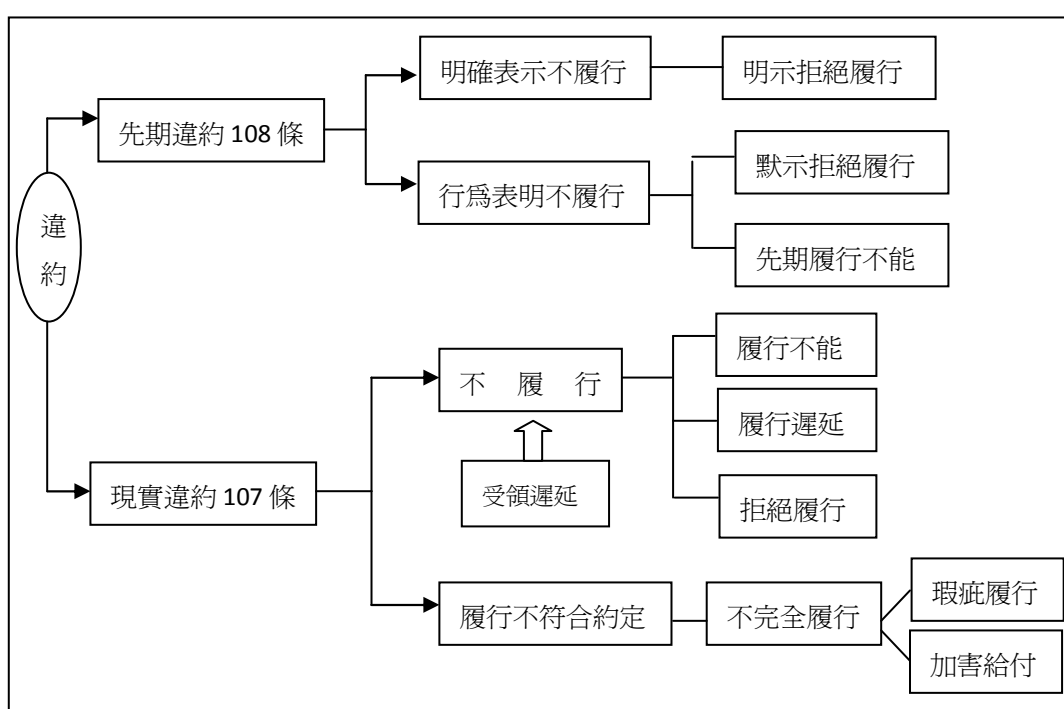 明確表示不履行
明示拒絕履行
先期違約 108 條
默示拒絕履行
行爲表明不履行
違
約
先期履行不能
履行不能
不 履 行
履行遲延
受領遲延
現實違約 107 條
拒絕履行
瑕疵履行
履行不符合約定
不完全履行
加害給付